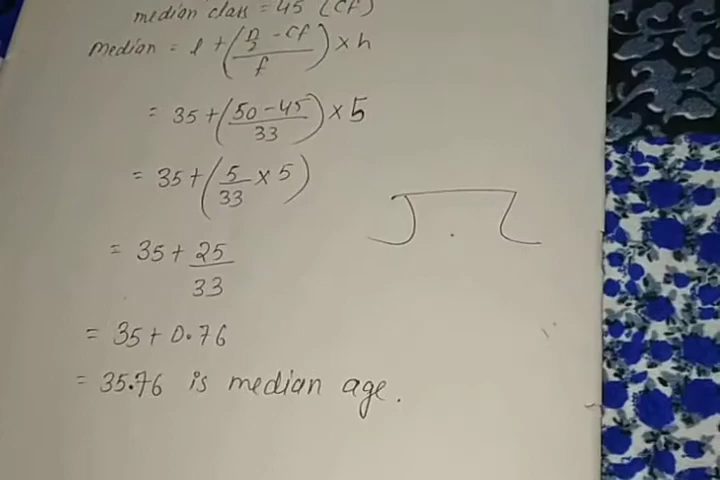 median class = 45 (CF)
Median = l + (n/2 - cf / f) × h
= 35 + (50 - 45 / 33) × 5
= 35 + (5/33 × 5)
= 35 + 25/33
= 35 + 0.76
= 35.76 is median age.